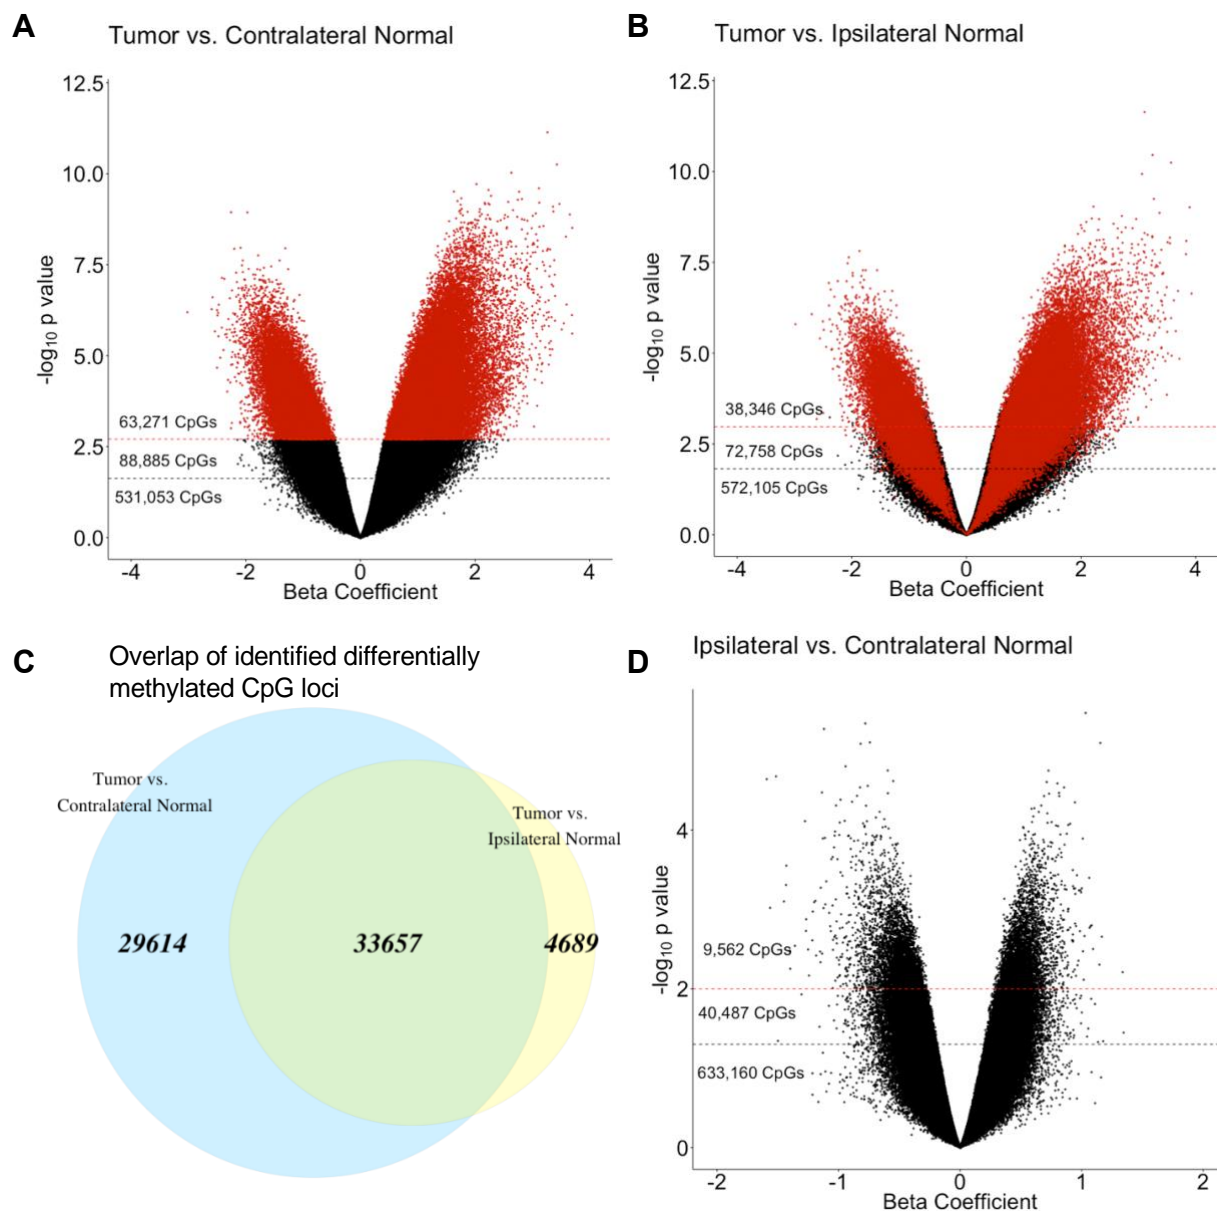 A
Tumor vs. Contralateral Normal
12.5
10.0
7.5
5.0
2.5
0.0
-log10 p value
63,271 CpGs
88,885 CpGs
531,053 CpGs
-4
-2
0
2
4
Beta Coefficient
B
Tumor vs. Ipsilateral Normal
12.5
10.0
7.5
5.0
2.5
0.0
-log10 p value
38,346 CpGs
72,758 CpGs
572,105 CpGs
-4
-2
0
2
4
Beta Coefficient
C
Overlap of identified differentially
methylated CpG loci
Tumor vs.
Contralateral Normal
Tumor vs.
Ipsilateral Normal
29614
33657
4689
D
Ipsilateral vs. Contralateral Normal
4
2
0
-log10 p value
9,562 CpGs
40,487 CpGs
633,160 CpGs
-2
-1
0
1
2
Beta Coefficient